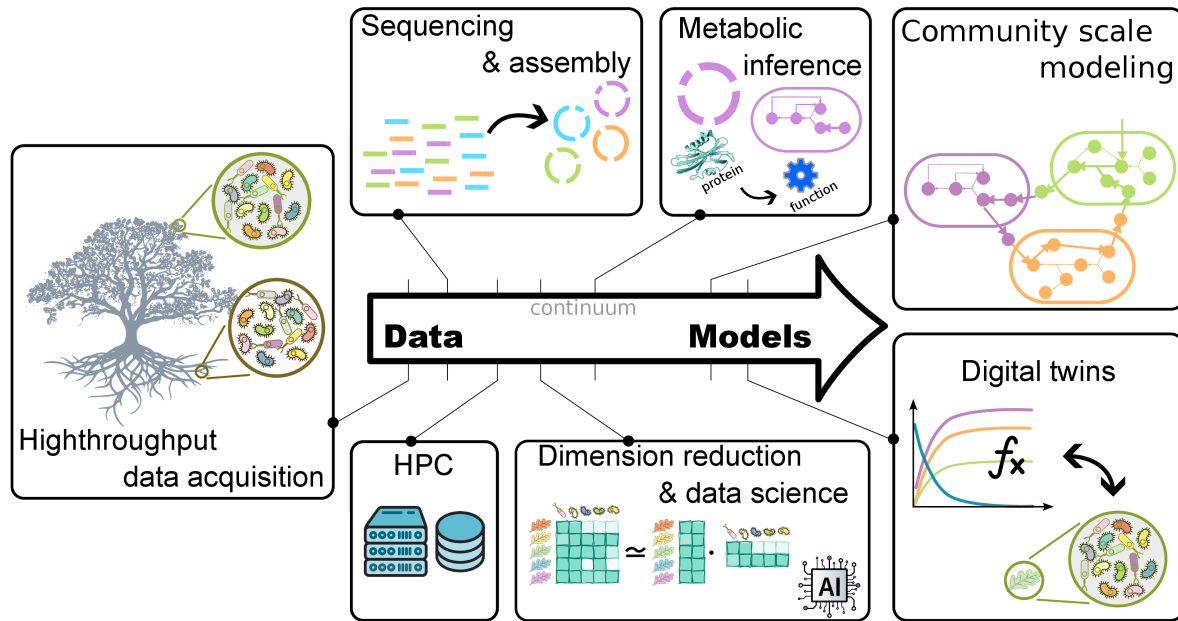 Sequencing
& assembly
Metabolic
inference
protein
function
Community scale
modeling
continuum
Data
Models
Highthroughput
data acquisition
HPC
Dimension reduction
& data science
≃
·
AI
Digital twins
fx